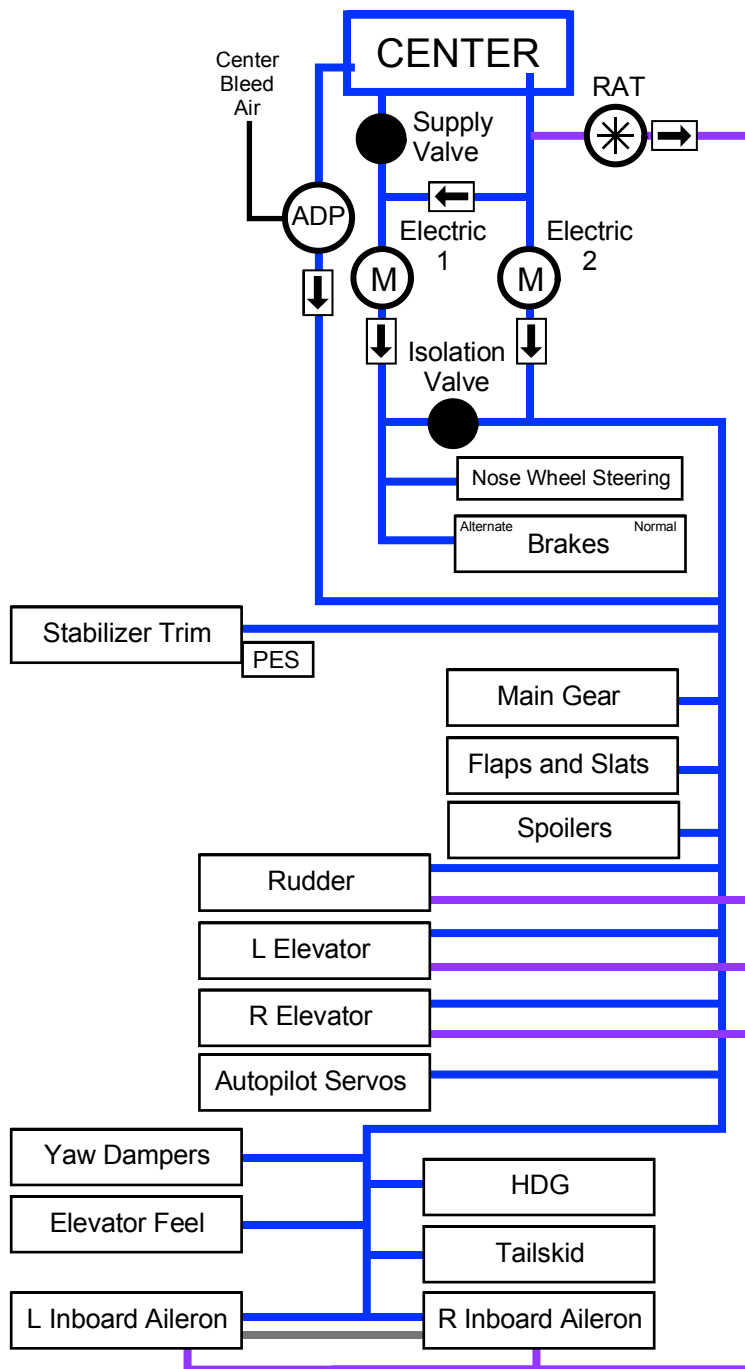 CENTER
Center
Bleed
Air
RAT
Supply
Valve
ADP
Electric
1
Electric
2
M
M
Isolation
Valve
Nose Wheel Steering
Alternate
Normal
Brakes
Stabilizer Trim
PES
Main Gear
Flaps and Slats
Spoilers
Rudder
L Elevator
R Elevator
Autopilot Servos
Yaw Dampers
HDG
Elevator Feel
Tailskid
L Inboard Aileron
R Inboard Aileron